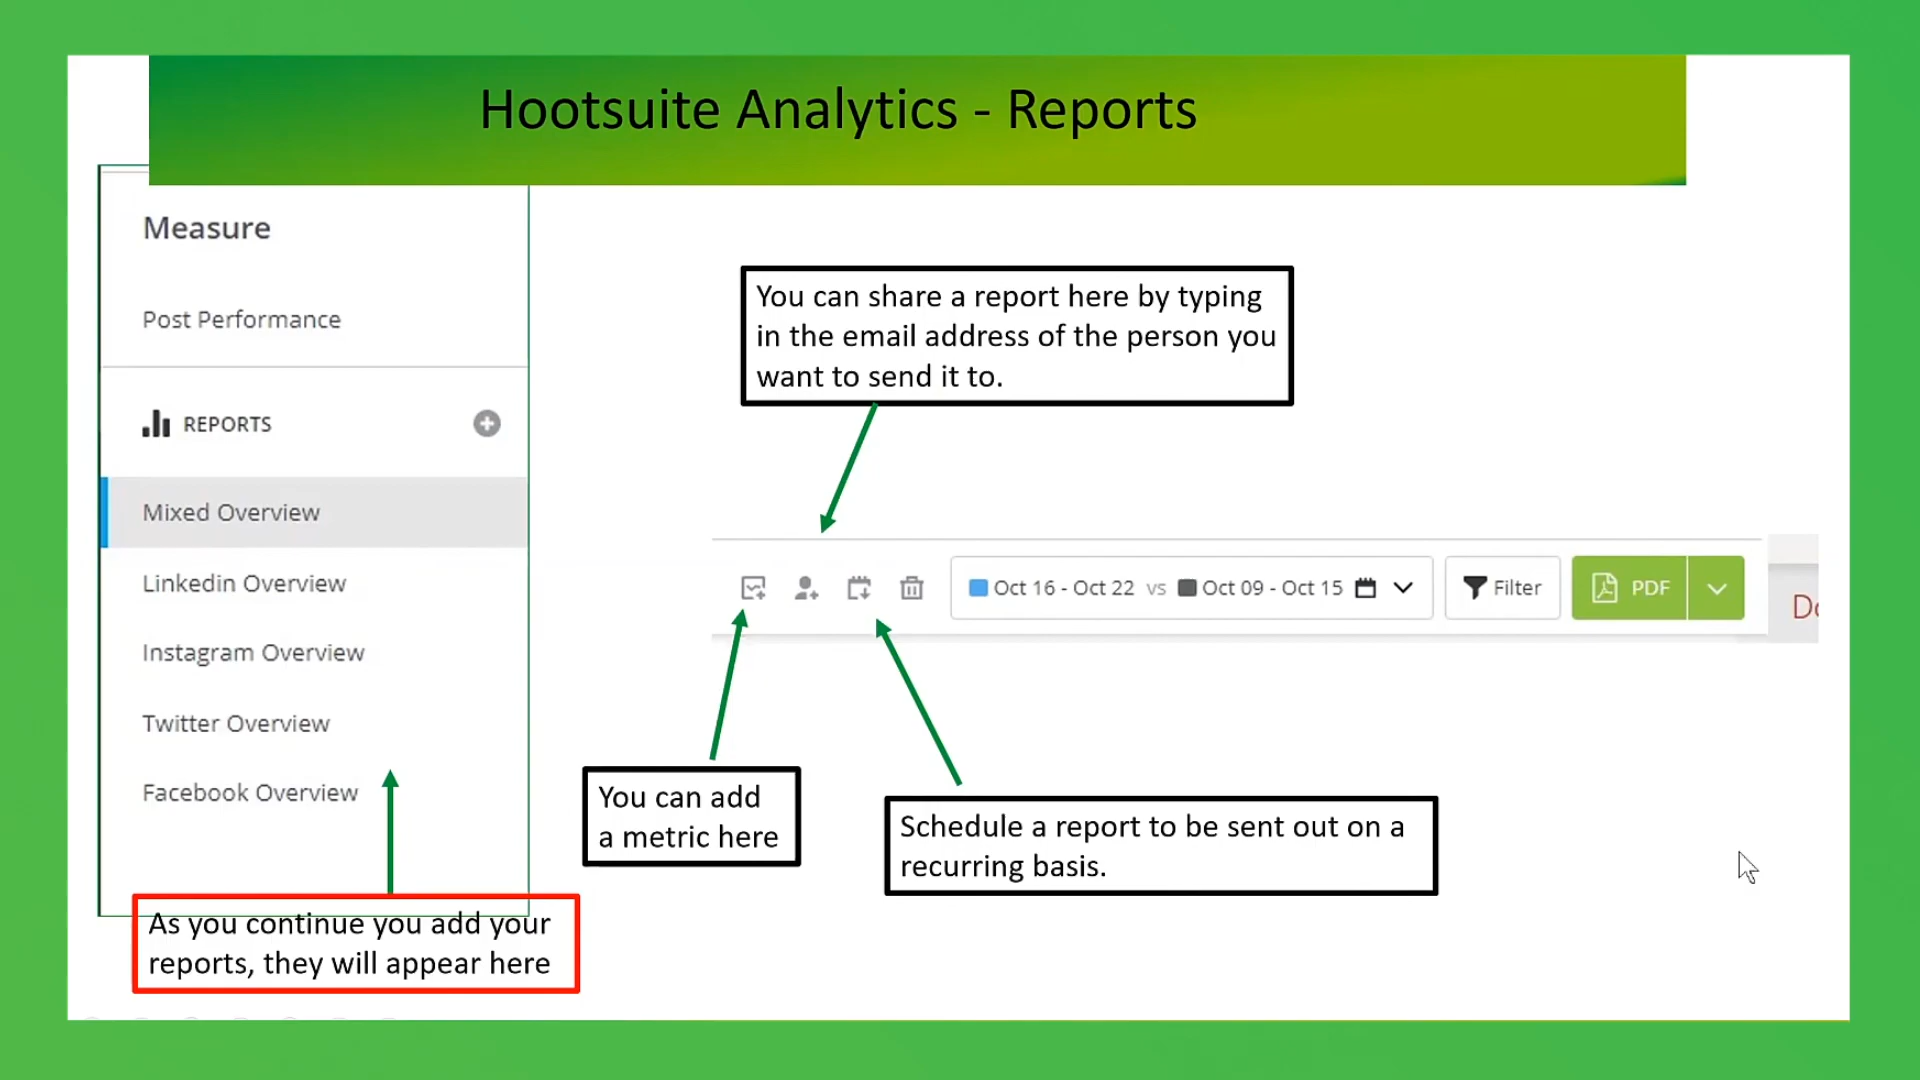 Hootsuite Analytics - Reports
Measure
Post Performance
REPORTS
Mixed Overview
Linkedin Overview
Instagram Overview
Twitter Overview
Facebook Overview
As you continue you add your
reports, they will appear here
You can share a report here by typing
in the email address of the person you
want to send it to.
Oct 16 - Oct 22 vs Oct 09 - Oct 15
Filter
PDF
You can add
a metric here
Schedule a report to be sent out on a
recurring basis.